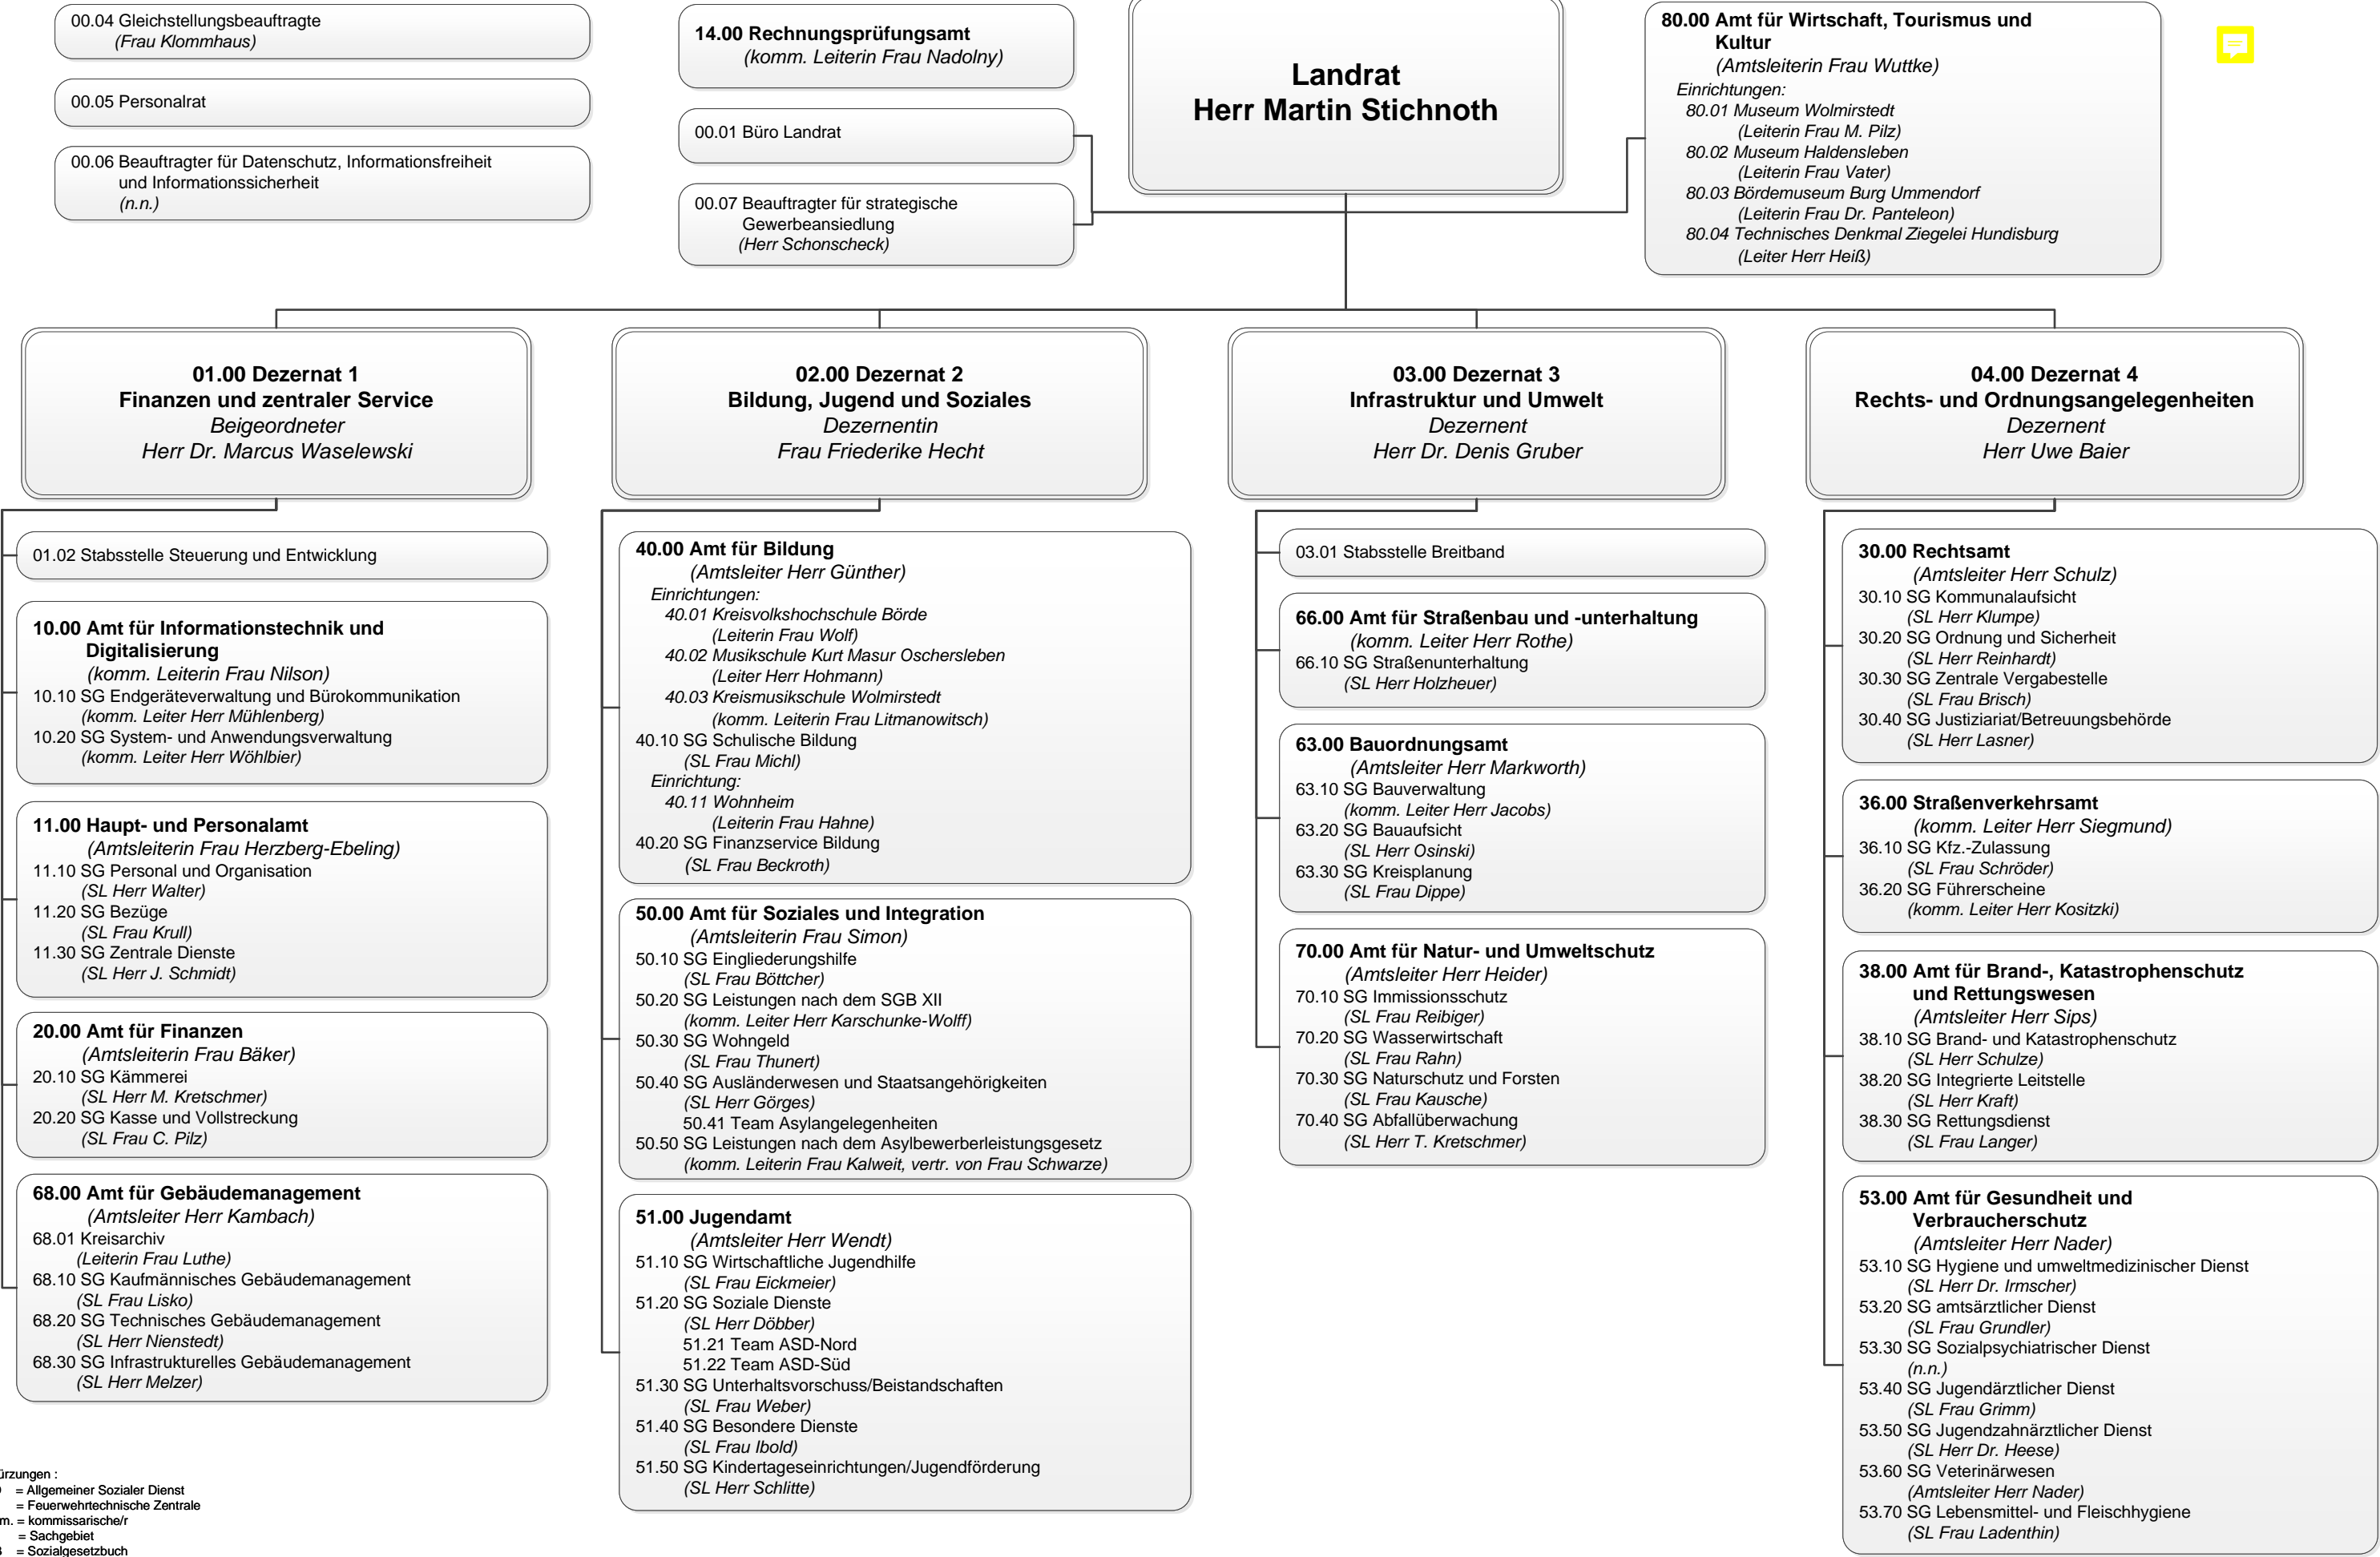 00.04 Gleichstellungsbeauftragte
(Frau Klommhaus)
00.05 Personalrat
00.06 Beauftragter für Datenschutz, Informationsfreiheit
und Informationssicherheit
(n.n.)
14.00 Rechnungsprüfungsamt
(komm. Leiterin Frau Nadolny)
00.01 Büro Landrat
00.07 Beauftragter für strategische
Gewerbeansiedlung
(Herr Schonscheck)
Landrat
Herr Martin Stichnoth
80.00 Amt für Wirtschaft, Tourismus und
Kultur
(Amtsleiterin Frau Wuttke)
Einrichtungen:
80.01 Museum Wolmirstedt
(Leiterin Frau M. Pilz)
80.02 Museum Haldensleben
(Leiterin Frau Vater)
80.03 Bördemuseum Burg Ummendorf
(Leiterin Frau Dr. Panteleon)
80.04 Technisches Denkmal Ziegelei Hundisburg
(Leiter Herr Heiß)
01.00 Dezernat 1
Finanzen und zentraler Service
Beigeordneter
Herr Dr. Marcus Waselewski
01.02 Stabsstelle Steuerung und Entwicklung
10.00 Amt für Informationstechnik und
Digitalisierung
(komm. Leiterin Frau Nilson)
10.10 SG Endgeräteverwaltung und Bürokommunikation
(komm. Leiter Herr Mühlenberg)
10.20 SG System- und Anwendungsverwaltung
(komm. Leiter Herr Wöhlbier)
11.00 Haupt- und Personalamt
(Amtsleiterin Frau Herzberg-Ebeling)
11.10 SG Personal und Organisation
(SL Herr Walter)
11.20 SG Bezüge
(SL Frau Krull)
11.30 SG Zentrale Dienste
(SL Herr J. Schmidt)
20.00 Amt für Finanzen
(Amtsleiterin Frau Bäker)
20.10 SG Kämmerei
(SL Herr M. Kretschmer)
20.20 SG Kasse und Vollstreckung
(SL Frau C. Pilz)
68.00 Amt für Gebäudemanagement
(Amtsleiter Herr Kambach)
68.01 Kreisarchiv
(Leiterin Frau Luthe)
68.10 SG Kaufmännisches Gebäudemanagement
(SL Frau Lisko)
68.20 SG Technisches Gebäudemanagement
(SL Herr Nienstedt)
68.30 SG Infrastrukturelles Gebäudemanagement
(SL Herr Melzer)
02.00 Dezernat 2
Bildung, Jugend und Soziales
Dezernentin
Frau Friederike Hecht
40.00 Amt für Bildung
(Amtsleiter Herr Günther)
Einrichtungen:
40.01 Kreisvolkshochschule Börde
(Leiterin Frau Wolf)
40.02 Musikschule Kurt Masur Oschersleben
(Leiter Herr Hohmann)
40.03 Kreismusikschule Wolmirstedt
(komm. Leiterin Frau Litmanowitsch)
40.10 SG Schulische Bildung
(SL Frau Michl)
Einrichtung:
40.11 Wohnheim
(Leiterin Frau Hahne)
40.20 SG Finanzservice Bildung
(SL Frau Beckroth)
50.00 Amt für Soziales und Integration
(Amtsleiterin Frau Simon)
50.10 SG Eingliederungshilfe
(SL Frau Böttcher)
50.20 SG Leistungen nach dem SGB XII
(komm. Leiter Herr Karschunke-Wolff)
50.30 SG Wohngeld
(SL Frau Thunert)
50.40 SG Ausländerwesen und Staatsangehörigkeiten
(SL Herr Görges)
50.41 Team Asylangelegenheiten
50.50 SG Leistungen nach dem Asylbewerberleistungsgesetz
(komm. Leiterin Frau Kalweit, vertr. von Frau Schwarze)
51.00 Jugendamt
(Amtsleiter Herr Wendt)
51.10 SG Wirtschaftliche Jugendhilfe
(SL Frau Eickmeier)
51.20 SG Soziale Dienste
(SL Herr Döbber)
51.21 Team ASD-Nord
51.22 Team ASD-Süd
51.30 SG Unterhaltsvorschuss/Beistandschaften
(SL Frau Weber)
51.40 SG Besondere Dienste
(SL Frau Ibold)
51.50 SG Kindertageseinrichtungen/Jugendförderung
(SL Herr Schlitte)
03.00 Dezernat 3
Infrastruktur und Umwelt
Dezernent
Herr Dr. Denis Gruber
03.01 Stabsstelle Breitband
66.00 Amt für Straßenbau und -unterhaltung
(komm. Leiter Herr Rothe)
66.10 SG Straßenunterhaltung
(SL Herr Holzheuer)
63.00 Bauordnungsamt
(Amtsleiter Herr Markworth)
63.10 SG Bauverwaltung
(komm. Leiter Herr Jacobs)
63.20 SG Bauaufsicht
(SL Herr Osinski)
63.30 SG Kreisplanung
(SL Frau Dippe)
70.00 Amt für Natur- und Umweltschutz
(Amtsleiter Herr Heider)
70.10 SG Immissionsschutz
(SL Frau Reibiger)
70.20 SG Wasserwirtschaft
(SL Frau Rahn)
70.30 SG Naturschutz und Forsten
(SL Frau Kausche)
70.40 SG Abfallüberwachung
(SL Herr T. Kretschmer)
04.00 Dezernat 4
Rechts- und Ordnungsangelegenheiten
Dezernent
Herr Uwe Baier
30.00 Rechtsamt
(Amtsleiter Herr Schulz)
30.10 SG Kommunalaufsicht
(SL Herr Klumpe)
30.20 SG Ordnung und Sicherheit
(SL Herr Reinhardt)
30.30 SG Zentrale Vergabestelle
(SL Frau Brisch)
30.40 SG Justiziariat/Betreuungsbehörde
(SL Herr Lasner)
36.00 Straßenverkehrsamt
(komm. Leiter Herr Siegmund)
36.10 SG Kfz.-Zulassung
(SL Frau Schröder)
36.20 SG Führerscheine
(komm. Leiter Herr Kositzki)
38.00 Amt für Brand-, Katastrophenschutz
und Rettungswesen
(Amtsleiter Herr Sips)
38.10 SG Brand- und Katastrophenschutz
(SL Herr Schulze)
38.20 SG Integrierte Leitstelle
(SL Herr Kraft)
38.30 SG Rettungsdienst
(SL Frau Langer)
53.00 Amt für Gesundheit und
Verbraucherschutz
(Amtsleiter Herr Nader)
53.10 SG Hygiene und umweltmedizinischer Dienst
(SL Herr Dr. Irmscher)
53.20 SG amtsärztlicher Dienst
(SL Frau Grundler)
53.30 SG Sozialpsychiatrischer Dienst
(n.n.)
53.40 SG Jugendärztlicher Dienst
(SL Frau Grimm)
53.50 SG Jugendzahnärztlicher Dienst
(SL Herr Dr. Heese)
53.60 SG Veterinärwesen
(Amtsleiter Herr Nader)
53.70 SG Lebensmittel- und Fleischhygiene
(SL Frau Ladenthin)
ürzungen :
= Allgemeiner Sozialer Dienst
= Feuerwehrtechnische Zentrale
m. = kommissarische/r
= Sachgebiet
= Sozialgesetzbuch